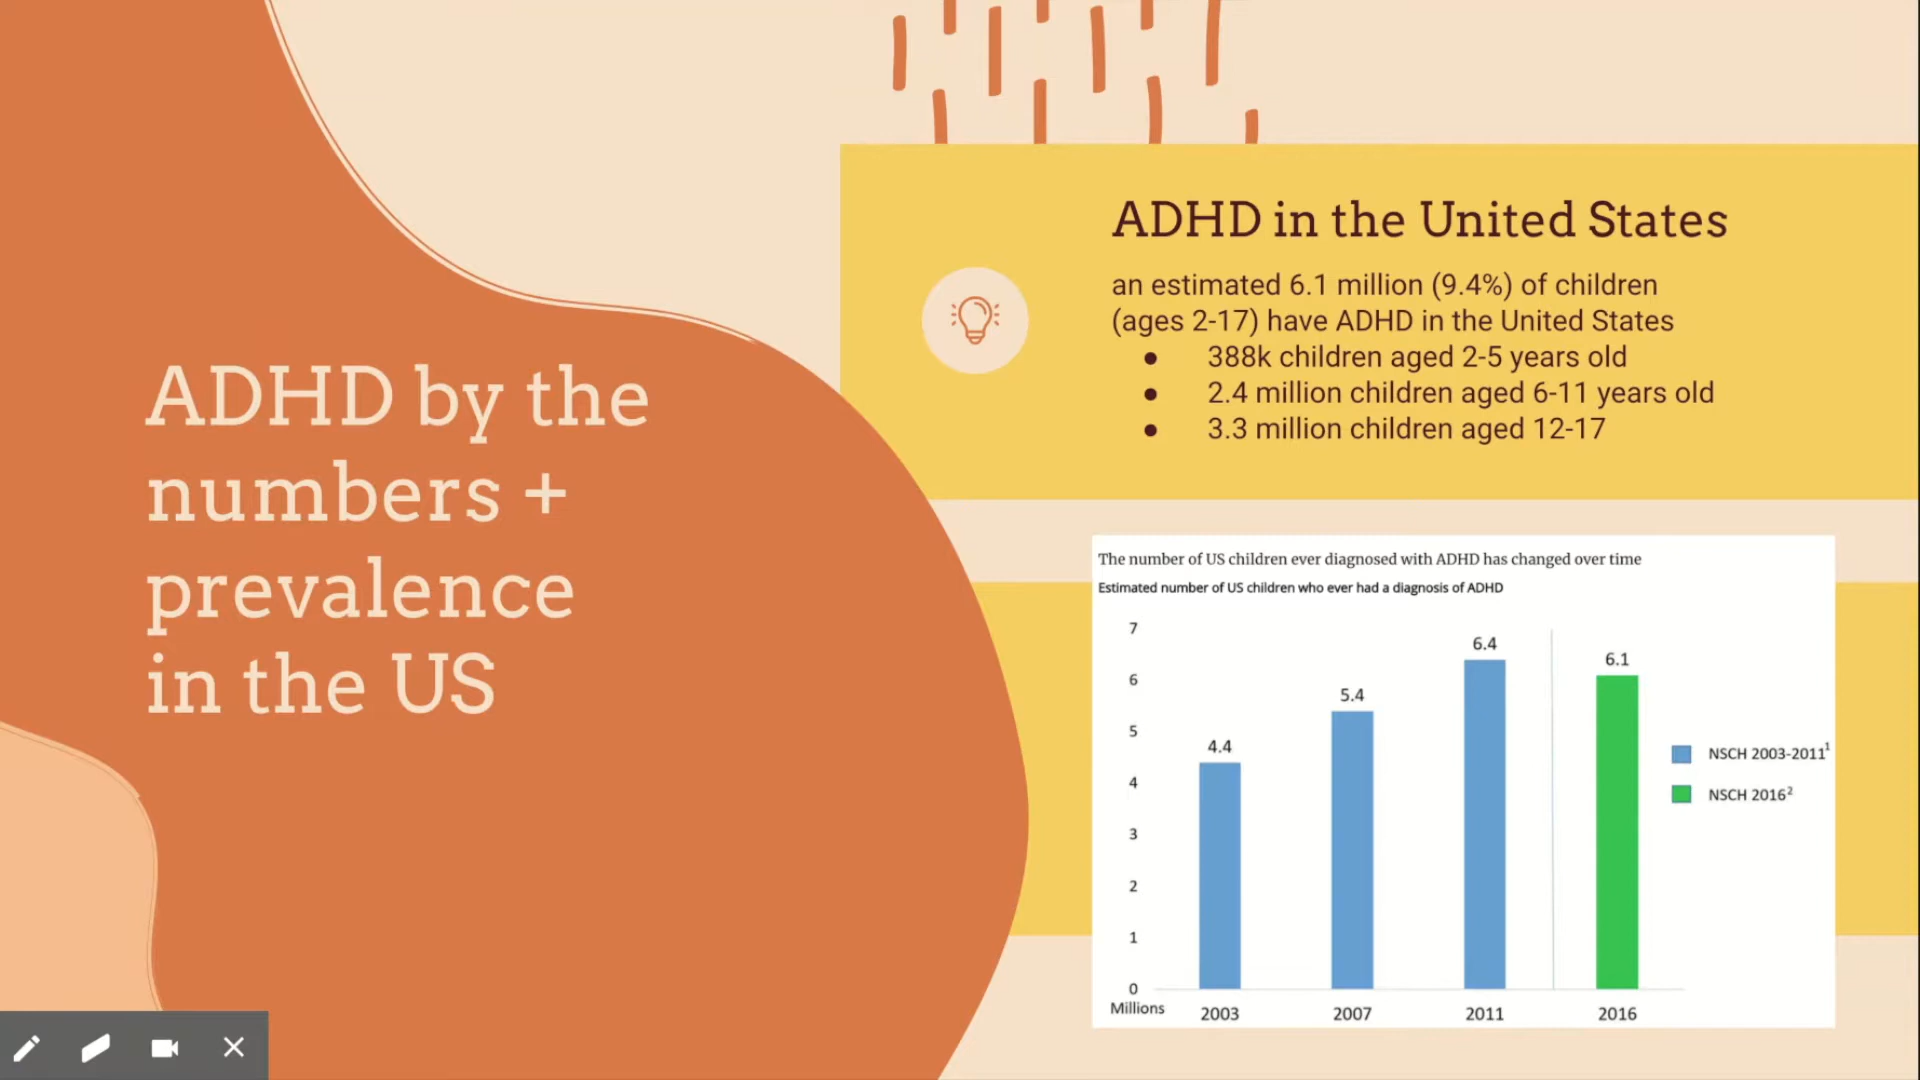 ADHD by the
numbers +
prevalence
in the US
ADHD in the United States
an estimated 6.1 million (9.4%) of children
(ages 2-17) have ADHD in the United States
● 388k children aged 2-5 years old
● 2.4 million children aged 6-11 years old
● 3.3 million children aged 12-17
The number of US children ever diagnosed with ADHD has changed over time
Estimated number of US children who ever had a diagnosis of ADHD
7
6
5
4
3
2
1
0
Millions
4.4
5.4
6.4
6.1
2003
2007
2011
2016
NSCH 2003-2011¹
NSCH 2016²